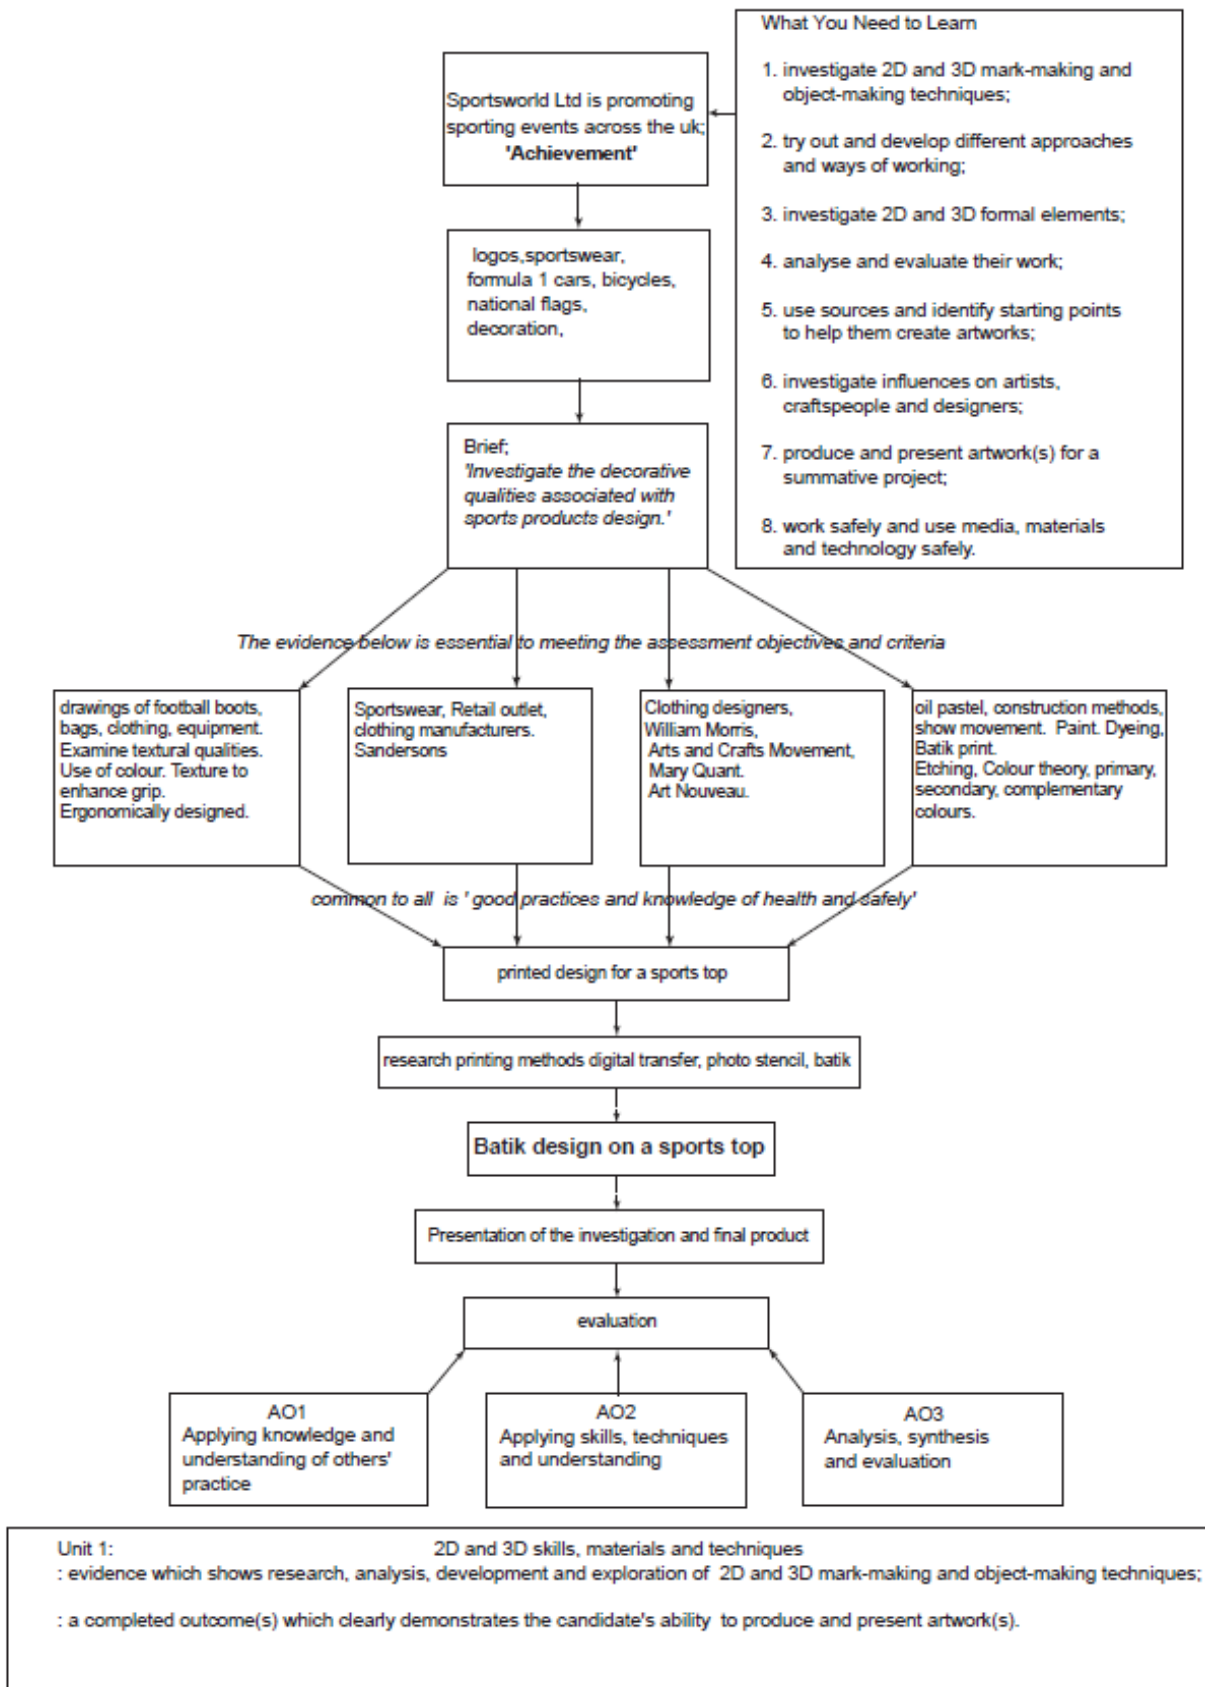 What You Need to Learn
1. investigate 2D and 3D mark-making and
object-making techniques;
2. try out and develop different approaches
and ways of working;
3. investigate 2D and 3D formal elements;
4. analyse and evaluate their work;
5. use sources and identify starting points
to help them create artworks;
6. investigate influences on artists,
craftspeople and designers;
7. produce and present artwork(s) for a
summative project;
8. work safely and use media, materials
and technology safely.
Sportsworld Ltd is promoting
sporting events across the uk;
'Achievement'
logos,sportswear,
formula 1 cars, bicycles,
national flags,
decoration,
Brief;
'Investigate the decorative
qualities associated with
sports products design.'
The evidence below is essential to meeting the assessment objectives and criteria
drawings of football boots,
bags, clothing, equipment.
Examine textural qualities.
Use of colour. Texture to
enhance grip.
Ergonomically designed.
Sportswear, Retail outlet,
clothing manufacturers.
Sandersons
Clothing designers,
William Morris,
Arts and Crafts Movement,
Mary Quant.
Art Nouveau.
oil pastel, construction methods,
show movement. Paint. Dyeing,
Batik print.
Etching, Colour theory, primary,
secondary, complementary
colours.
common to all is ' good practices and knowledge of health and safely'
printed design for a sports top
research printing methods digital transfer, photo stencil, batik
Batik design on a sports top
Presentation of the investigation and final product
evaluation
AO1
Applying knowledge and
understanding of others'
practice
AO2
Applying skills, techniques
and understanding
AO3
Analysis, synthesis
and evaluation
Unit 1: 2D and 3D skills, materials and techniques
: evidence which shows research, analysis, development and exploration of 2D and 3D mark-making and object-making techniques;
: a completed outcome(s) which clearly demonstrates the candidate's ability to produce and present artwork(s).